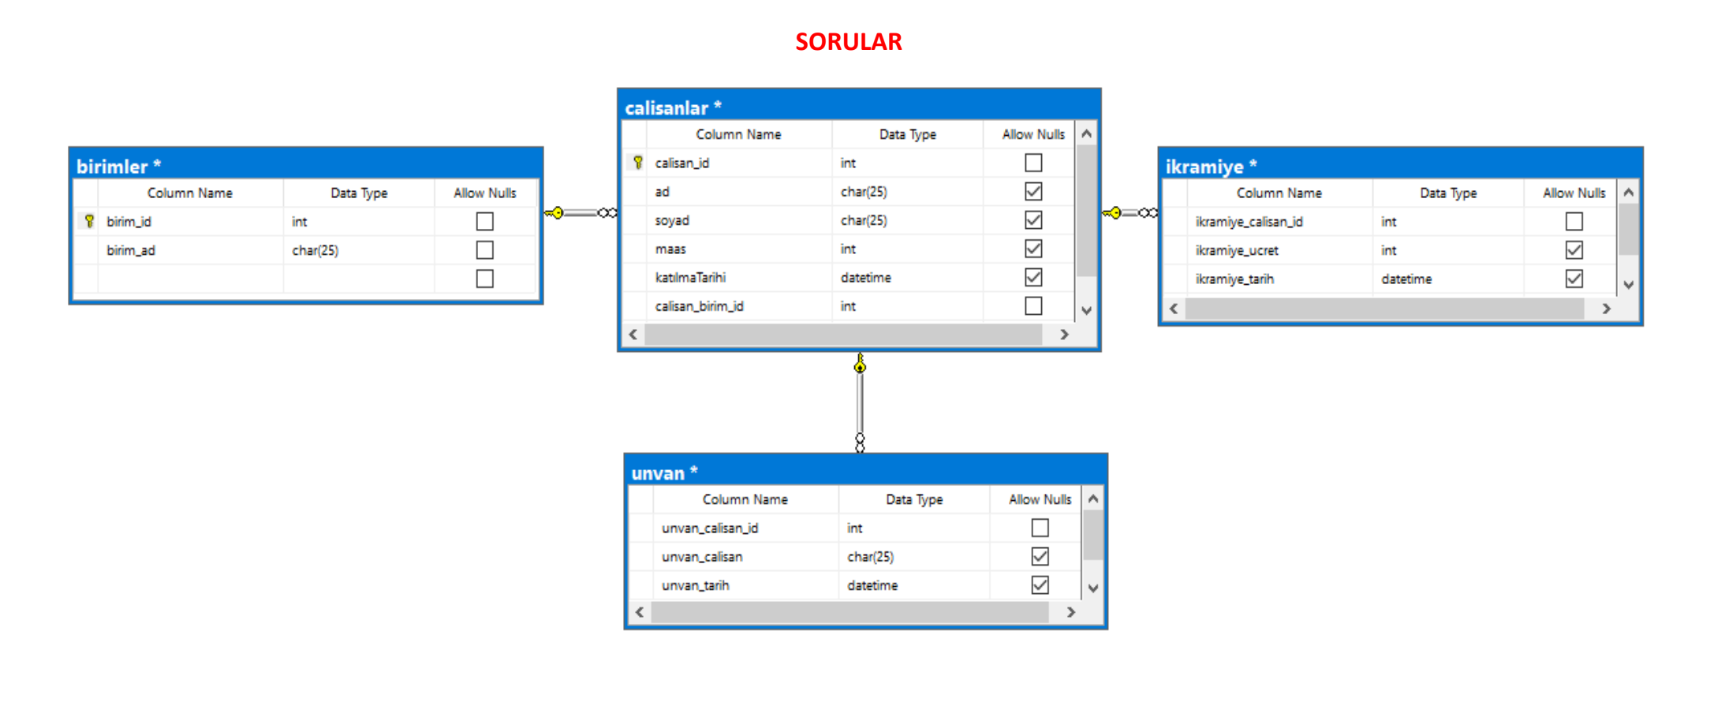 SORULAR
birimler *
Column Name Data Type Allow Nulls
birim_id int
birim_ad char(25)
calisanlar *
Column Name Data Type Allow Nulls
calisan_id int
ad char(25)
soyad char(25)
maas int
katılmaTarihi datetime
calisan_birim_id int
ikramiye *
Column Name Data Type Allow Nulls
ikramiye_calisan_id int
ikramiye_ucret int
ikramiye_tarih datetime
unvan *
Column Name Data Type Allow Nulls
unvan_calisan_id int
unvan_calisan char(25)
unvan_tarih datetime